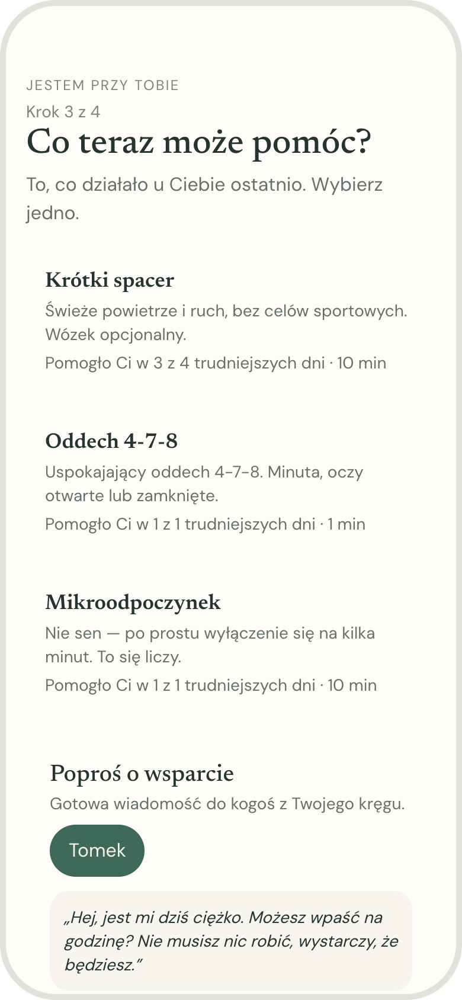 JESTEM PRZY TOBIE
Krok 3 z 4
Co teraz może pomóc?
To, co działało u Ciebie ostatnio. Wybierz
jedno.
Krótki spacer
Świeże powietrze i ruch, bez celów sportowych.
Wózek opcjonalny.
Pomogło Ci w 3 z 4 trudniejszych dni · 10 min
Oddech 4-7-8
Uspokajający oddech 4-7-8. Minuta, oczy
otwarte lub zamknięte.
Pomogło Ci w 1 z 1 trudniejszych dni · 1 min
Mikroodpoczynek
Nie sen — po prostu wyłączenie się na kilka
minut. To się liczy.
Pomogło Ci w 1 z 1 trudniejszych dni · 10 min
Poproś o wsparcie
Gotowa wiadomość do kogoś z Twojego kręgu.
Tomek
„Hej, jest mi dziś ciężko. Możesz wpaść na
godzinę? Nie musisz nic robić, wystarczy, że
będziesz.”